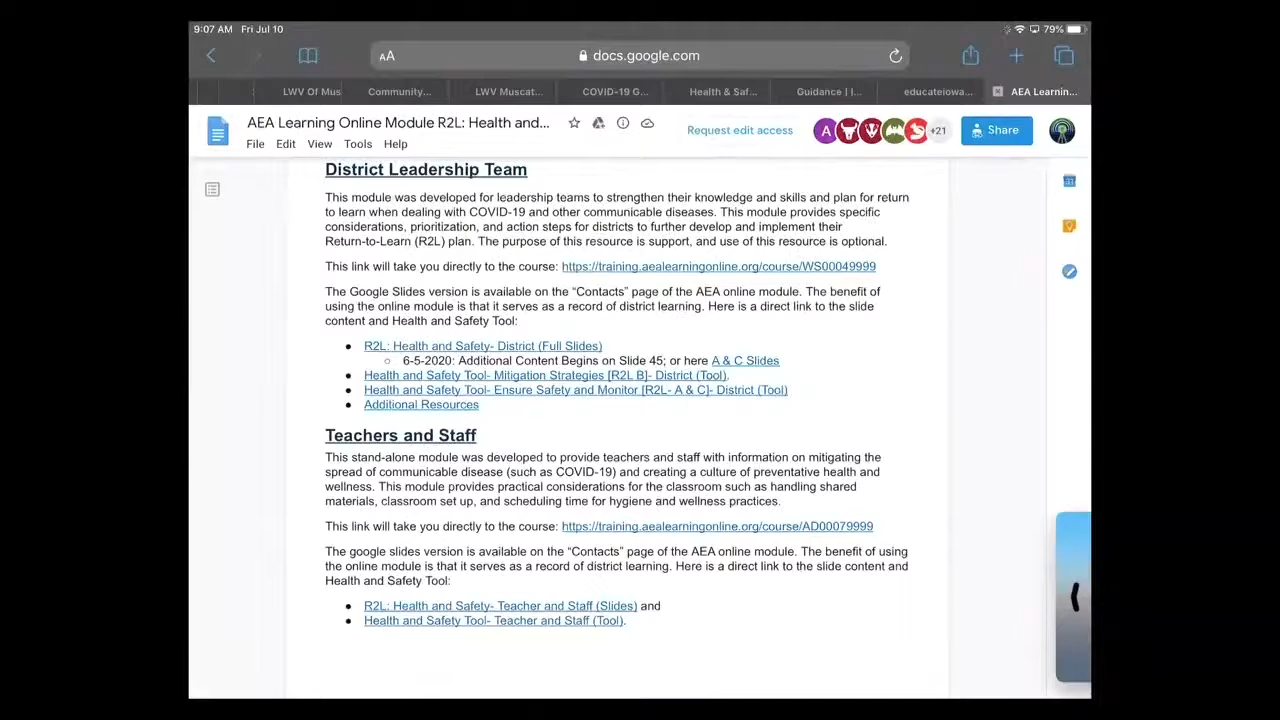 9:07 AM Fri Jul 10
79%
AA
docs.google.com
LWV Of Mus
Community...
LWV Muscat...
COVID-19 G...
Health & Saf...
Guidance | I...
educateiowa...
AEA Learnin...
AEA Learning Online Module R2L: Health and...
Request edit access
A
+21
Share
File Edit View Tools Help
District Leadership Team
This module was developed for leadership teams to strengthen their knowledge and skills and plan for return
to learn when dealing with COVID-19 and other communicable diseases. This module provides specific
considerations, prioritization, and action steps for districts to further develop and implement their
Return-to-Learn (R2L) plan. The purpose of this resource is support, and use of this resource is optional.
This link will take you directly to the course: https://training.aealearningonline.org/course/WS00049999
The Google Slides version is available on the “Contacts” page of the AEA online module. The benefit of
using the online module is that it serves as a record of district learning. Here is a direct link to the slide
content and Health and Safety Tool:
● R2L: Health and Safety- District (Full Slides)
○ 6-5-2020: Additional Content Begins on Slide 45; or here A & C Slides
● Health and Safety Tool- Mitigation Strategies [R2L B]- District (Tool).
● Health and Safety Tool- Ensure Safety and Monitor [R2L- A & C]- District (Tool)
● Additional Resources
Teachers and Staff
This stand-alone module was developed to provide teachers and staff with information on mitigating the
spread of communicable disease (such as COVID-19) and creating a culture of preventative health and
wellness. This module provides practical considerations for the classroom such as handling shared
materials, classroom set up, and scheduling time for hygiene and wellness practices.
This link will take you directly to the course: https://training.aealearningonline.org/course/AD00079999
The google slides version is available on the “Contacts” page of the AEA online module. The benefit of using
the online module is that it serves as a record of district learning. Here is a direct link to the slide content and
Health and Safety Tool:
● R2L: Health and Safety- Teacher and Staff (Slides) and
● Health and Safety Tool- Teacher and Staff (Tool).